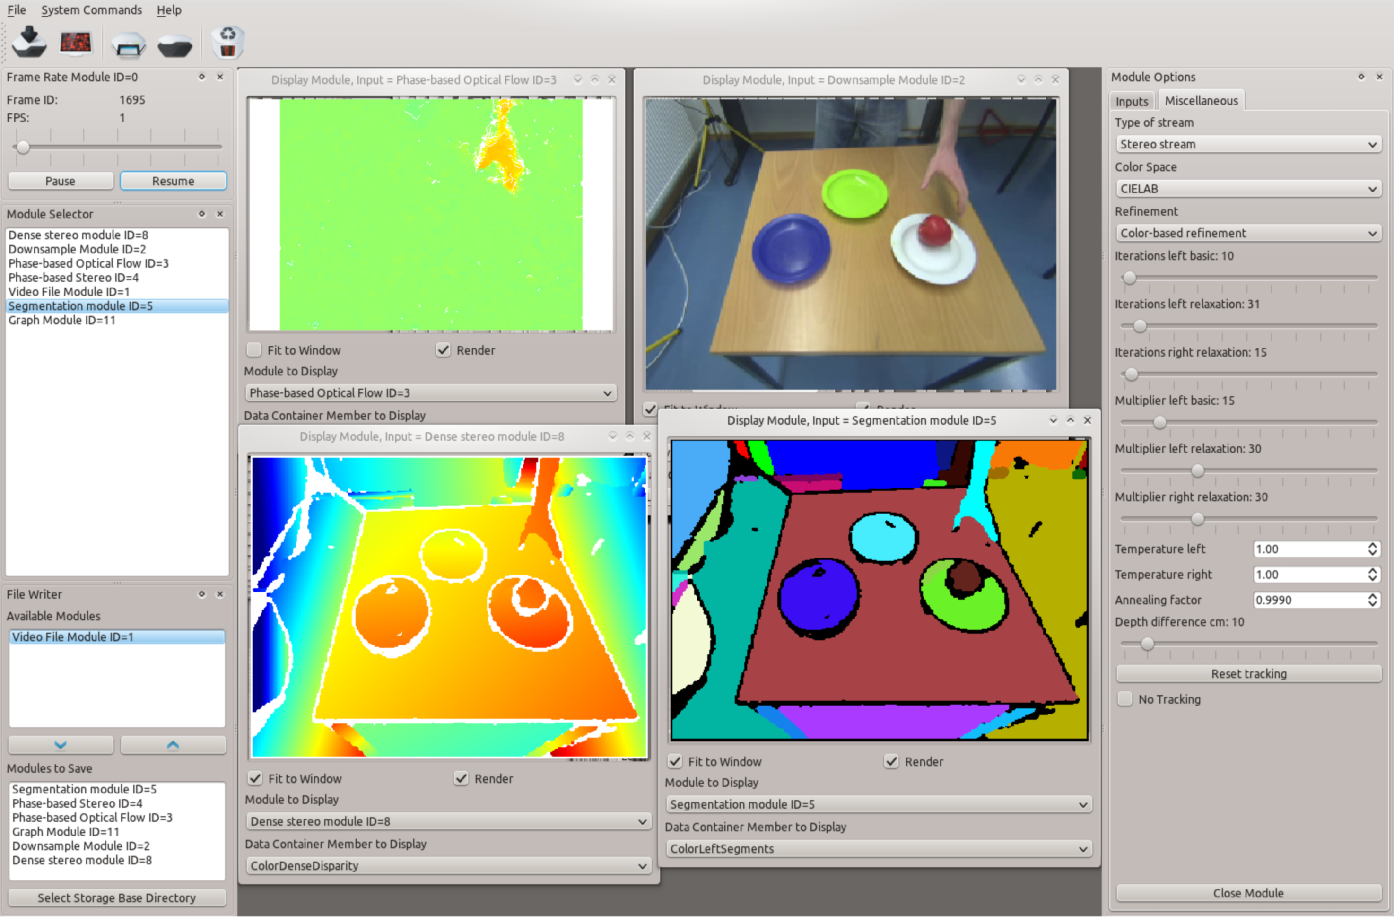 File System Commands Help
Frame Rate Module ID=0
Frame ID: 1695
FPS: 1
Pause Resume
Module Selector
Dense stereo module ID=8
Downsample Module ID=2
Phase-based Optical Flow ID=3
Phase-based Stereo ID=4
Video File Module ID=1
Segmentation module ID=5
Graph Module ID=11
File Writer
Available Modules
Video File Module ID=1
Modules to Save
Segmentation module ID=5
Phase-based Stereo ID=4
Phase-based Optical Flow ID=3
Graph Module ID=11
Downsample Module ID=2
Dense stereo module ID=8
Select Storage Base Directory
Display Module, Input = Phase-based Optical Flow ID=3
Fit to Window Render
Module to Display
Phase-based Optical Flow ID=3
Data Container Member to Display
Display Module, Input = Downsample Module ID=2
Display Module, Input = Dense stereo module ID=8
Fit to Window Render
Module to Display
Dense stereo module ID=8
Data Container Member to Display
ColorDenseDisparity
Display Module, Input = Segmentation module ID=5
Fit to Window Render
Module to Display
Segmentation module ID=5
Data Container Member to Display
ColorLeftSegments
Module Options
Inputs Miscellaneous
Type of stream
Stereo stream
Color Space
CIELAB
Refinement
Color-based refinement
Iterations left basic: 10
Iterations left relaxation: 31
Iterations right relaxation: 15
Multiplier left basic: 15
Multiplier left relaxation: 30
Multiplier right relaxation: 30
Temperature left 1.00
Temperature right 1.00
Annealing factor 0.9990
Depth difference cm: 10
Reset tracking
No Tracking
Close Module